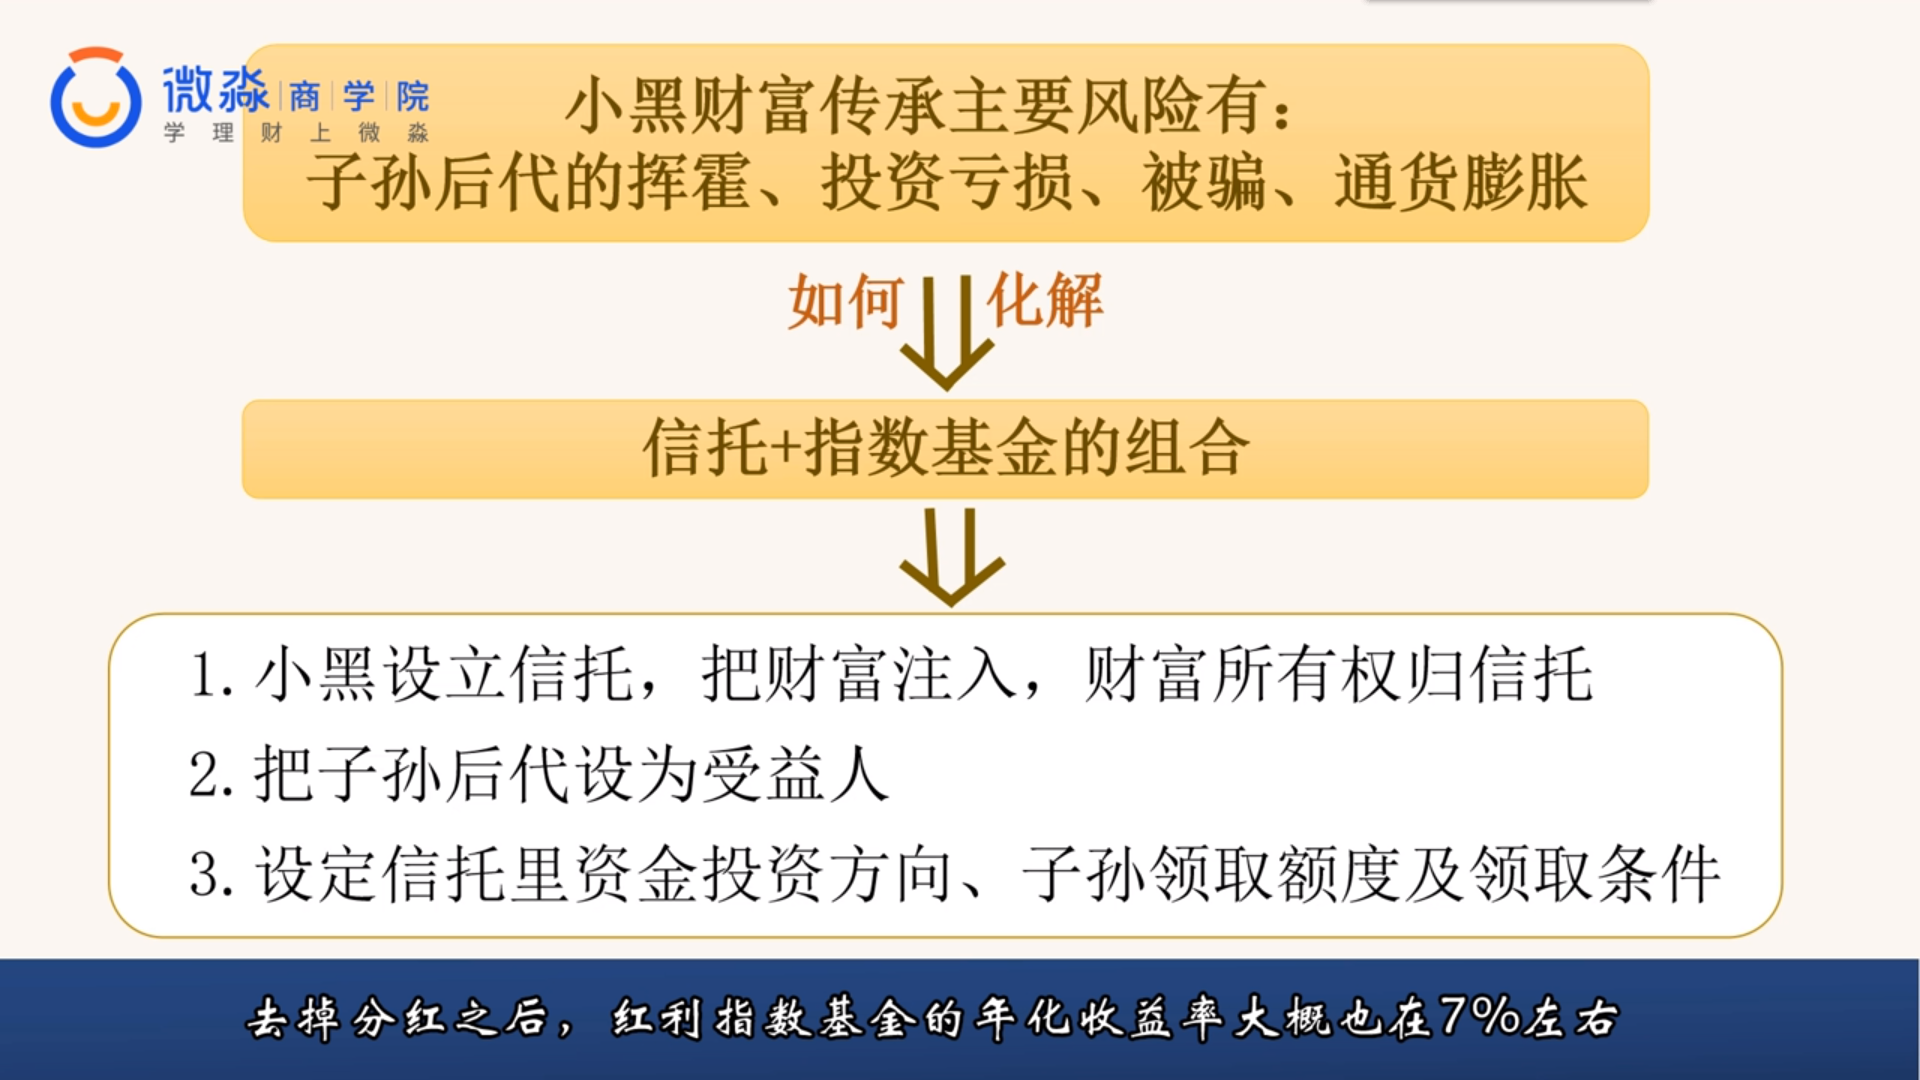 微淼 商 学 院
学 理 财 上 微 淼
小黑财富传承主要风险有：
子孙后代的挥霍、投资亏损、被骗、通货膨胀
如何 化解
信托+指数基金的组合
1. 小黑设立信托，把财富注入，财富所有权归信托
2. 把子孙后代设为受益人
3. 设定信托里资金投资方向、子孙领取额度及领取条件
去掉分红之后，红利指数基金的年化收益率大概也在7%左右